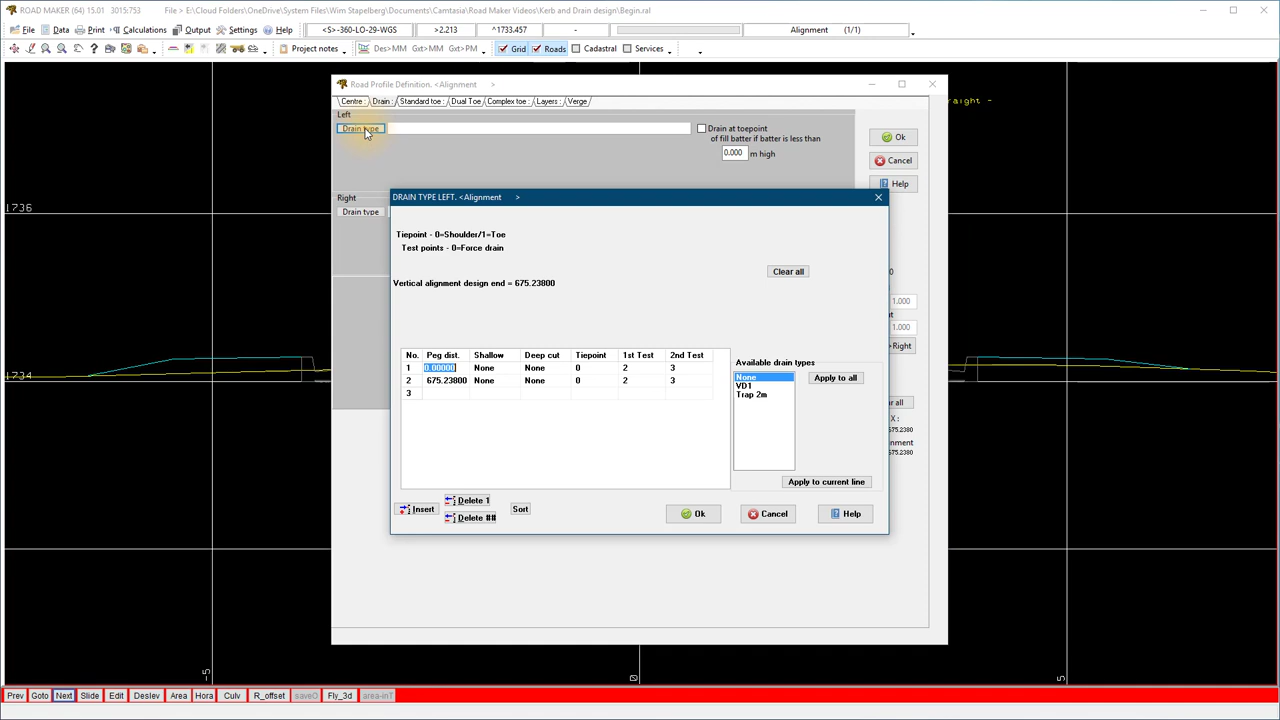 ROAD MAKER (64) 15.01 3015:753 File > E:\Cloud Folders\OneDrive\System Files\Wim Stapelberg\Documents\Camtasia\Road Maker Videos\Kerb and Drain design\Begin.ral
File Data Print Calculations Output Settings Help <S>-360-LO-29-WGS >2.213 ^1733.457 - Alignment (1/1)
Project notes Des>MM Gxt>MM Gxt>PM Grid Roads Cadastral Services
Road Profile Definition. <Alignment >
Centre : Drain : Standard toe : Dual Toe Complex toe : Layers : Verge
Left
Drain type
Drain at toepoint
of fill batter if batter is less than
0.000 m high
Ok
Cancel
Help
Right
Drain type
DRAIN TYPE LEFT. <Alignment >
Tiepoint - 0=Shoulder/1=Toe
Test points - 0=Force drain
Clear all
Vertical alignment design end = 675.23800
No. Peg dist. Shallow Deep cut Tiepoint 1st Test 2nd Test
1 0.00000 None None 0 2 3
2 675.23800 None None 0 2 3
3
Available drain types
None
VD1
Trap 2m
Apply to all
Apply to current line
Insert
Delete 1
Delete ##
Sort
Ok Cancel Help
1.000
1.000
Right
X :
675.2380
675.2380
1736
1734
-5 0 5
Prev Goto Next Slide Edit Deslev Area Hora Culv R_offset saveO Fly_3d area-inT